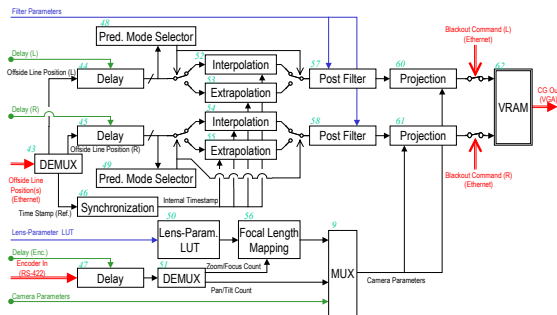 Filter Parameters
48
Pred. Mode Selector
Blackout Command (L)
(Ethernet)
Delay (L)
44
52
57
60
62
Offside Line Position (L)
Delay
Interpolation
Post Filter
Projection
53
Extrapolation
VRAM
CG Ou
(VGA)
Delay (R)
45
54
58
61
Delay
Interpolation
Post Filter
Projection
43
DEMUX
Offside Line Position (R)
55
Extrapolation
49
Pred. Mode Selector
Blackout Command (R)
(Ethernet)
Offside Line
Position(s)
(Ethernet)
Time Stamp (Ref.)
46
Synchronization
Internal Timestamp
50
56
9
Lens-Parameter LUT
Lens-Param.
LUT
Focal Length
Mapping
MUX
Delay (Enc.)
Encoder In
(RS-422)
47
Delay
51
DEMUX
Zoom/Focus Count
Pan/Tilt Count
Camera Parameters
Camera Parameters